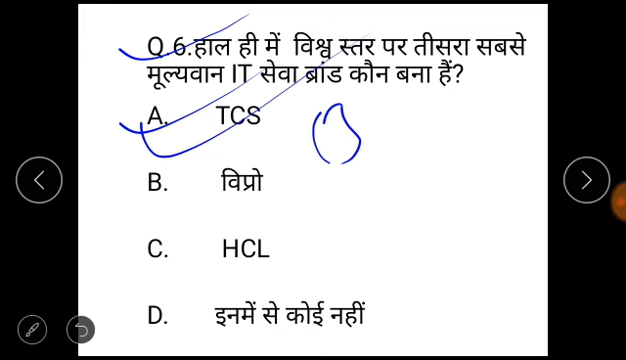 Q.6.हाल ही में विश्व स्तर पर तीसरा सबसे
मूल्यवान IT सेवा ब्रांड कौन बना हैं?
A. TCS
B. विप्रो
C. HCL
D. इनमें से कोई नहीं